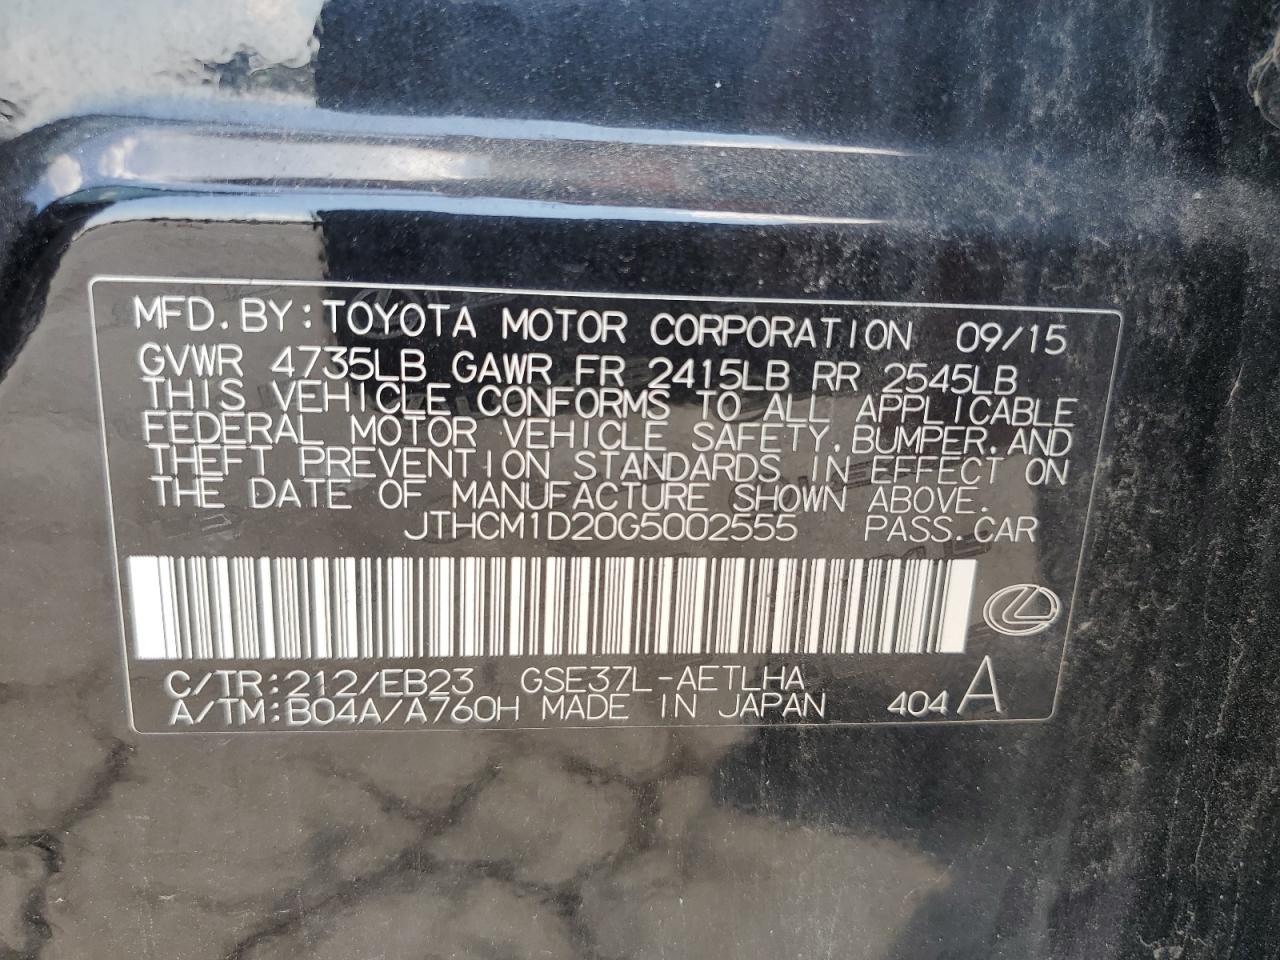 MFD.BY:TOYOTA MOTOR CORPORATION 09/15
GVWR 4735LB GAWR FR 2415LB RR 2545LB
THIS VEHICLE CONFORMS TO ALL APPLICABLE
FEDERAL MOTOR VEHICLE SAFETY, BUMPER, AND
THEFT PREVENTION STANDARDS IN EFFECT ON
THE DATE OF MANUFACTURE SHOWN ABOVE.
JTHCM1D20G5002555 PASS.CAR
C/TR:212/EB23 GSE37L-AETLHA
A/TM:B04A/A760H MADE IN JAPAN 404 A